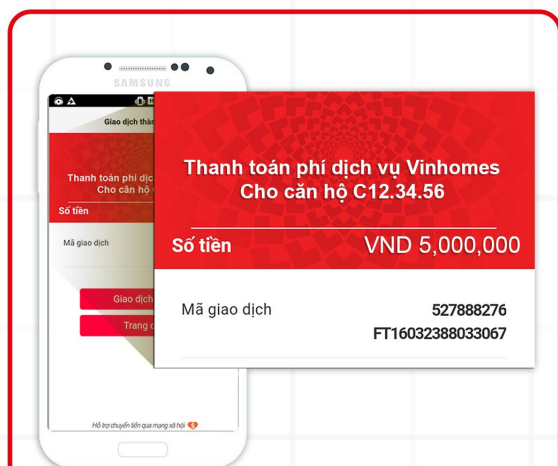 SAMSUNG
Giao dịch thàn
Thanh toán phí dịc
Cho căn hộ
Số tiền
Mã giao dịch
Giao dịch
Trang c
Hỗ trợ chuyển tiền qua mạng xã hội
Thanh toán phí dịch vụ Vinhomes
Cho căn hộ C12.34.56
Số tiền VND 5,000,000
Mã giao dịch 527888276
FT16032388033067